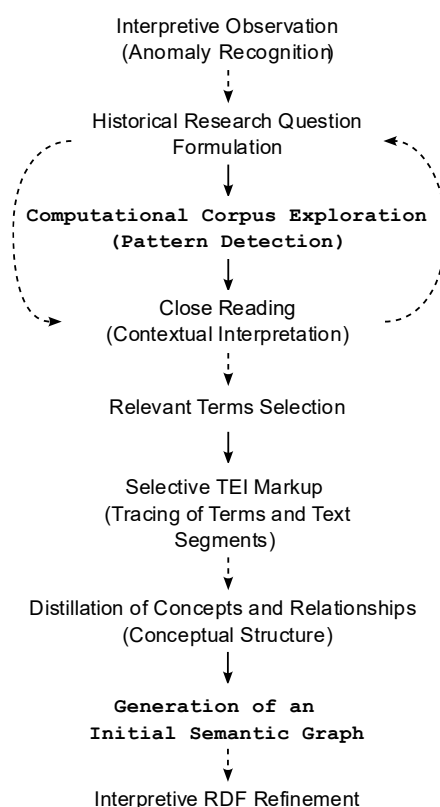 Interpretive Observation
(Anomaly Recognition)
Historical Research Question
Formulation
Computational Corpus Exploration
(Pattern Detection)
Close Reading
(Contextual Interpretation)
Relevant Terms Selection
Selective TEI Markup
(Tracing of Terms and Text
Segments)
Distillation of Concepts and Relationships
(Conceptual Structure)
Generation of an
Initial Semantic Graph
Interpretive RDF Refinement